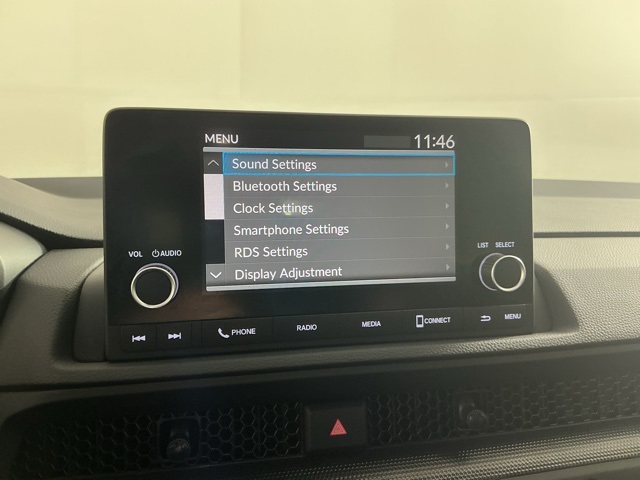 MENU 11:46
Sound Settings
Bluetooth Settings
Clock Settings
Smartphone Settings
RDS Settings
Display Adjustment
VOL AUDIO
LIST SELECT
PHONE RADIO MEDIA CONNECT MENU